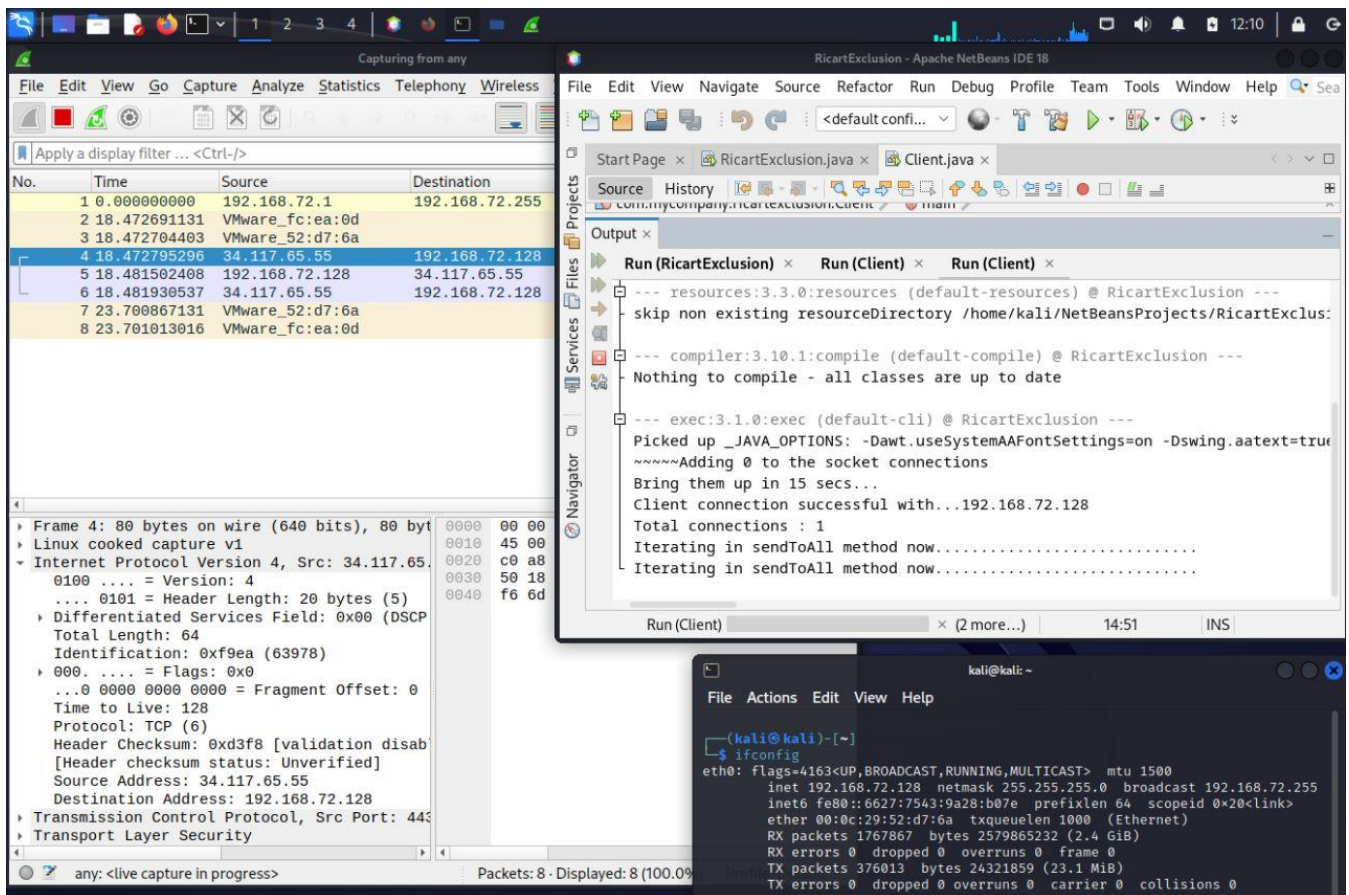 1 2 3 4
12:10
Capturing from any
File Edit View Go Capture Analyze Statistics Telephony Wireless
Apply a display filter ... <Ctrl-/>
No. Time Source Destination
1 0.000000000 192.168.72.1 192.168.72.255
2 18.472691131 VMware_fc:ea:0d
3 18.472704403 VMware_52:d7:6a
4 18.472795296 34.117.65.55 192.168.72.128
5 18.481502408 192.168.72.128 34.117.65.55
6 18.481930537 34.117.65.55 192.168.72.128
7 23.700867131 VMware_52:d7:6a
8 23.701013016 VMware_fc:ea:0d
Frame 4: 80 bytes on wire (640 bits), 80 byt
Linux cooked capture v1
Internet Protocol Version 4, Src: 34.117.65.
0100 .... = Version: 4
.... 0101 = Header Length: 20 bytes (5)
Differentiated Services Field: 0x00 (DSCP
Total Length: 64
Identification: 0xf9ea (63978)
000. .... = Flags: 0x0
...0 0000 0000 0000 = Fragment Offset: 0
Time to Live: 128
Protocol: TCP (6)
Header Checksum: 0xd3f8 [validation disab
[Header checksum status: Unverified]
Source Address: 34.117.65.55
Destination Address: 192.168.72.128
Transmission Control Protocol, Src Port: 443
Transport Layer Security
0000 00 00
0010 45 00
0020 c0 a8
0030 50 18
0040 f6 6d
any: <live capture in progress>
Packets: 8 · Displayed: 8 (100.0%
RicartExclusion - Apache NetBeans IDE 18
File Edit View Navigate Source Refactor Run Debug Profile Team Tools Window Help Sea
<default confi...
Start Page RicartExclusion.java Client.java
Source History
com.mycompany.ricartexclusion.Client main
Projects
Files
Services
Navigator
Output
Run (RicartExclusion) Run (Client) Run (Client)
--- resources:3.3.0:resources (default-resources) @ RicartExclusion ---
skip non existing resourceDirectory /home/kali/NetBeansProjects/RicartExclus
--- compiler:3.10.1:compile (default-compile) @ RicartExclusion ---
Nothing to compile - all classes are up to date
--- exec:3.1.0:exec (default-cli) @ RicartExclusion ---
Picked up _JAVA_OPTIONS: -Dawt.useSystemAAFontSettings=on -Dswing.aatext=true
~~~~~Adding 0 to the socket connections
Bring them up in 15 secs...
Client connection successful with...192.168.72.128
Total connections : 1
Iterating in sendToAll method now.............................
Iterating in sendToAll method now.............................
Run (Client) (2 more...) 14:51 INS
kali@kali: ~
File Actions Edit View Help
(kali㉿kali)-[~]
$ ifconfig
eth0: flags=4163<UP,BROADCAST,RUNNING,MULTICAST> mtu 1500
inet 192.168.72.128 netmask 255.255.255.0 broadcast 192.168.72.255
inet6 fe80::6627:7543:9a28:b07e prefixlen 64 scopeid 0×20<link>
ether 00:0c:29:52:d7:6a txqueuelen 1000 (Ethernet)
RX packets 1767867 bytes 2579865232 (2.4 GiB)
RX errors 0 dropped 0 overruns 0 frame 0
TX packets 376013 bytes 24321859 (23.1 MiB)
TX errors 0 dropped 0 overruns 0 carrier 0 collisions 0